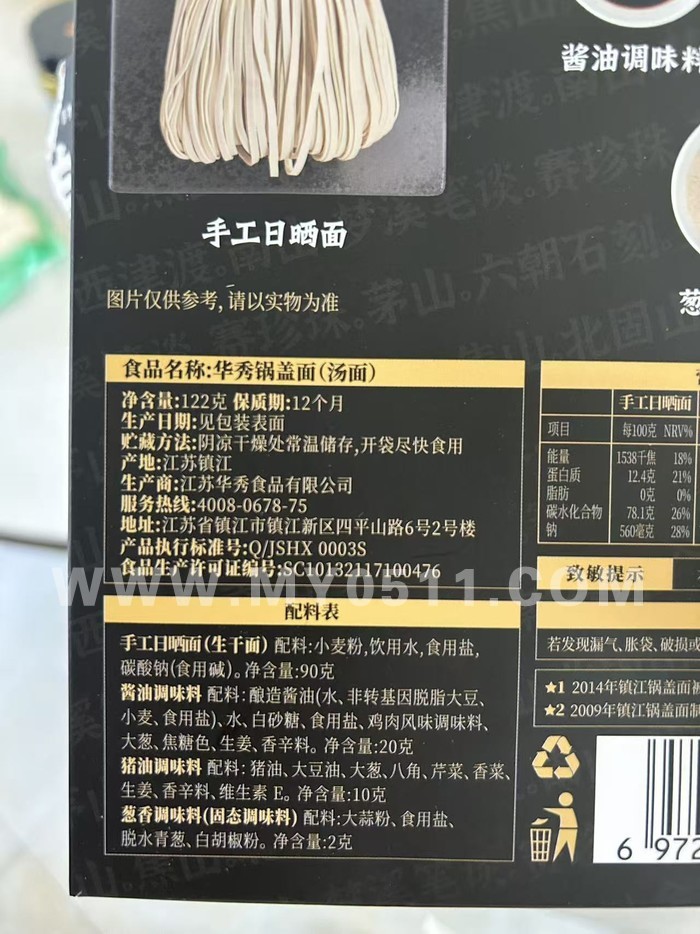 酱油调味料
手工日晒面
图片仅供参考,请以实物为准
葱
食品名称:华秀锅盖面(汤面)
净含量:122克 保质期:12个月
生产日期:见包装表面
贮藏方法:阴凉干燥处常温储存,开袋尽快食用
产地:江苏镇江
生产商:江苏华秀食品有限公司
服务热线:4008-0678-75
地址:江苏省镇江市镇江新区四平山路6号2号楼
产品执行标准号:Q/JSHX 0003S
食品生产许可证编号:SC10132117100476
手工日晒面
项目 每100克 NRV%
能量 1538千焦 18%
蛋白质 12.4克 21%
脂肪 0克 0%
碳水化合物 78.1克 26%
钠 560毫克 28%
致敏提示
WWW.MY0511.COM
配料表
手工日晒面(生干面) 配料:小麦粉,饮用水,食用盐,
碳酸钠(食用碱)。净含量:90克
酱油调味料 配料:酿造酱油(水、非转基因脱脂大豆、
小麦、食用盐)、水、白砂糖、食用盐、鸡肉风味调味料、
大葱、焦糖色、生姜、香辛料。净含量:20克
猪油调味料 配料:猪油、大豆油、大葱、八角、芹菜、香菜、
生姜、香辛料、维生素 E。净含量:10克
葱香调味料(固态调味料) 配料:大蒜粉、食用盐、
脱水青葱、白胡椒粉。净含量:2克
若发现漏气、胀袋、破损或
★1 2014年镇江锅盖面被
★2 2009年镇江锅盖面制
6 972